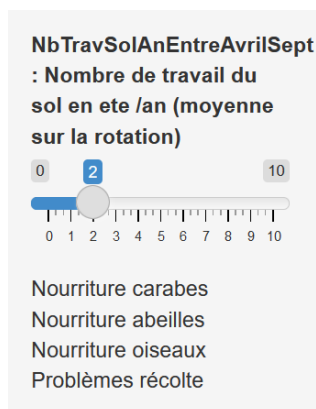 NbTravSolAnEntreAvrilSept
: Nombre de travail du
sol en ete /an (moyenne
sur la rotation)
0 2 10
0 1 2 3 4 5 6 7 8 9 10
Nourriture carabes
Nourriture abeilles
Nourriture oiseaux
Problèmes récolte